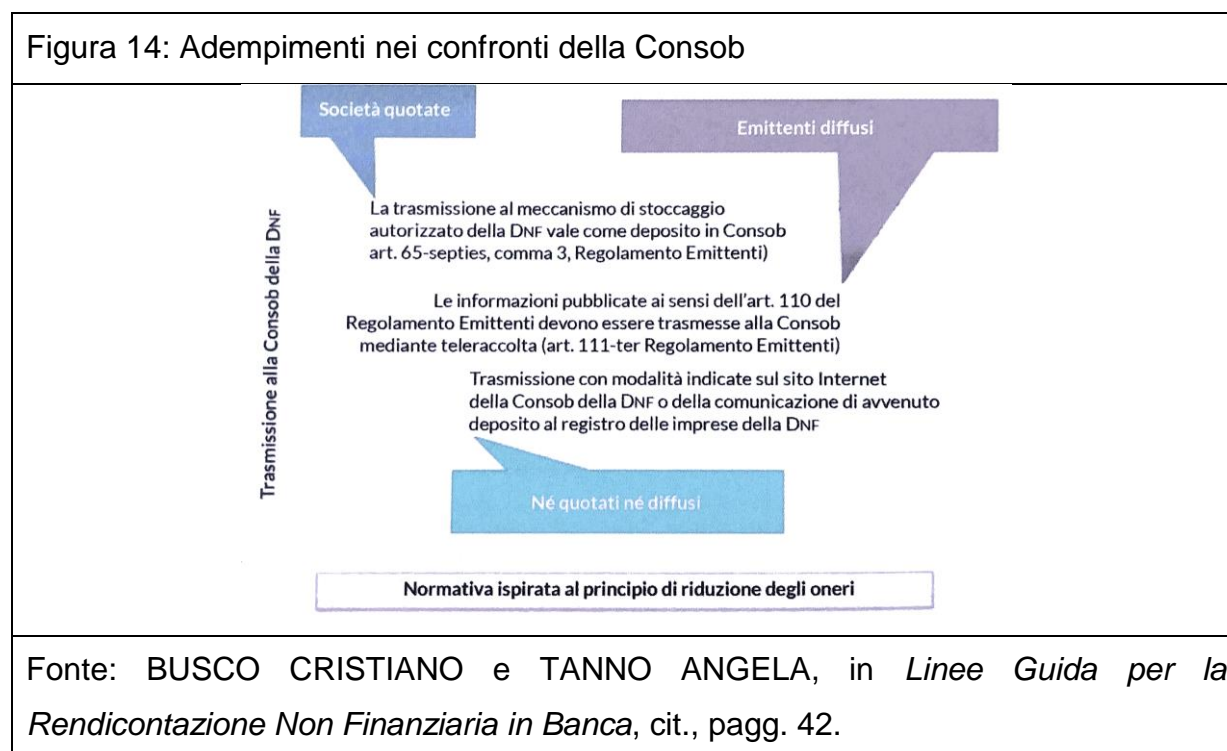 Figura 14: Adempimenti nei confronti della Consob
Società quotate
Emittenti diffusi
Trasmissione alla Consob della DNF
La trasmissione al meccanismo di stoccaggio
autorizzato della DNF vale come deposito in Consob
art. 65-septies, comma 3, Regolamento Emittenti)
Le informazioni pubblicate ai sensi dell'art. 110 del
Regolamento Emittenti devono essere trasmesse alla Consob
mediante teleraccolta (art. 111-ter Regolamento Emittenti)
Trasmissione con modalità indicate sul sito Internet
della Consob della DNF o della comunicazione di avvenuto
deposito al registro delle imprese della DNF
Né quotati né diffusi
Normativa ispirata al principio di riduzione degli oneri
Fonte: BUSCO CRISTIANO e TANNO ANGELA, in Linee Guida per la
Rendicontazione Non Finanziaria in Banca, cit., pagg. 42.